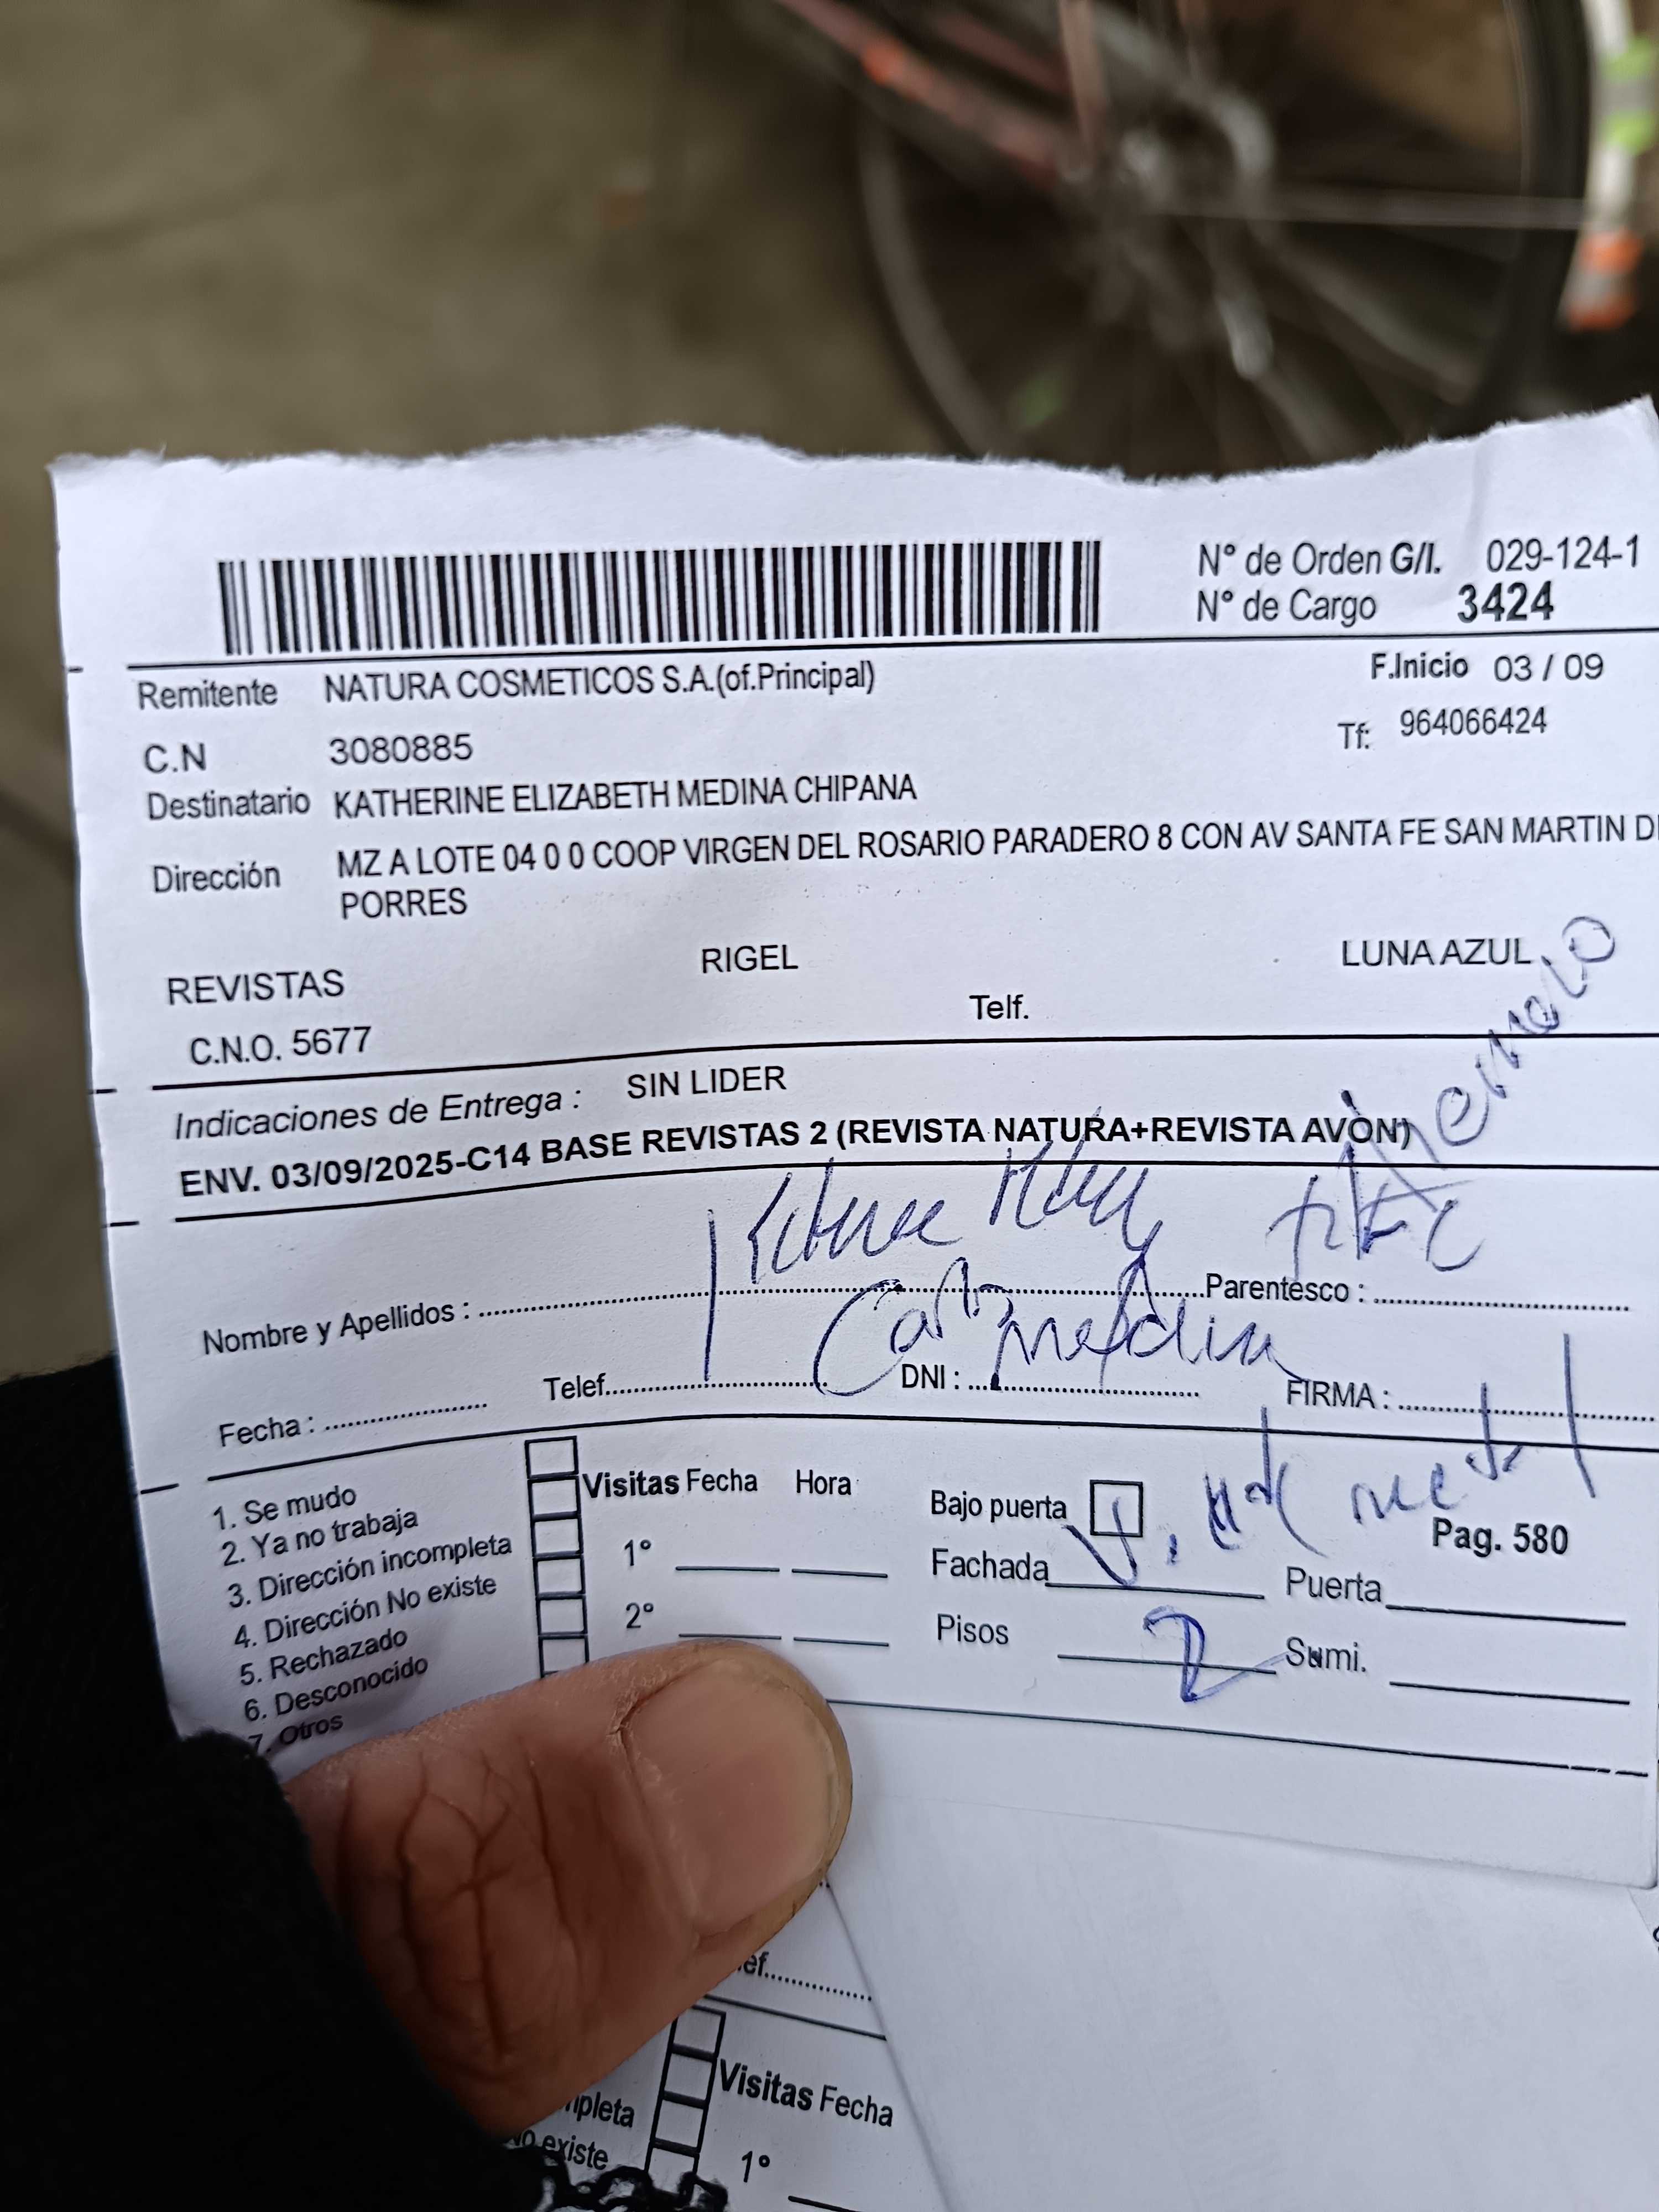 N° de Orden G/I. 029-124-1
N° de Cargo 3424
Remitente NATURA COSMETICOS S.A.(of.Principal) F.Inicio 03 / 09
C.N 3080885 Tf: 964066424
Destinatario KATHERINE ELIZABETH MEDINA CHIPANA
Dirección MZ A LOTE 04 0 0 COOP VIRGEN DEL ROSARIO PARADERO 8 CON AV SANTA FE SAN MARTIN DE
PORRES
REVISTAS RIGEL LUNA AZUL
C.N.O. 5677 Telf.
Indicaciones de Entrega : SIN LIDER
ENV. 03/09/2025-C14 BASE REVISTAS 2 (REVISTA NATURA+REVISTA AVON)
Nombre y Apellidos : Parentesco :
Fecha : Telef. DNI : FIRMA :
1. Se mudo
2. Ya no trabaja
3. Dirección incompleta
4. Dirección No existe
5. Rechazado
6. Desconocido
7. Otros
Visitas Fecha Hora
1°
2°
Bajo puerta
Pag. 580
Fachada Puerta
Pisos 2 Sumi.
Visitas Fecha
1°